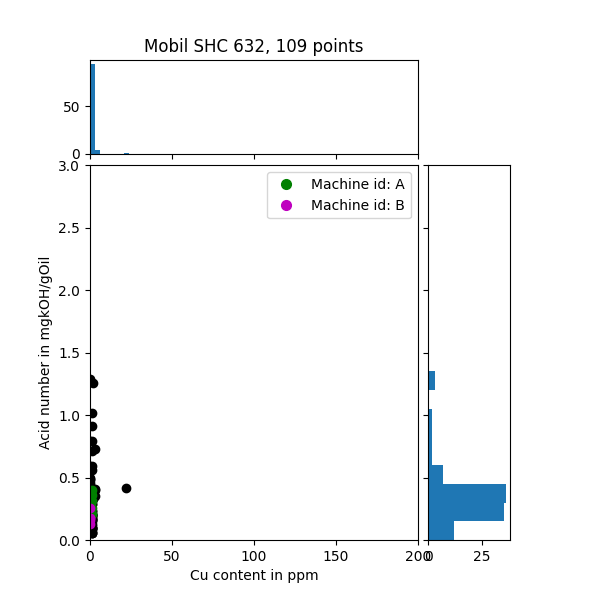 Mobil SHC 632, 109 points
50
0
3.0
2.5
2.0
1.5
1.0
0.5
0.0
Acid number in mgkOH/gOil
Machine id: A
Machine id: B
0 50 100 150 200
0 25
Cu content in ppm